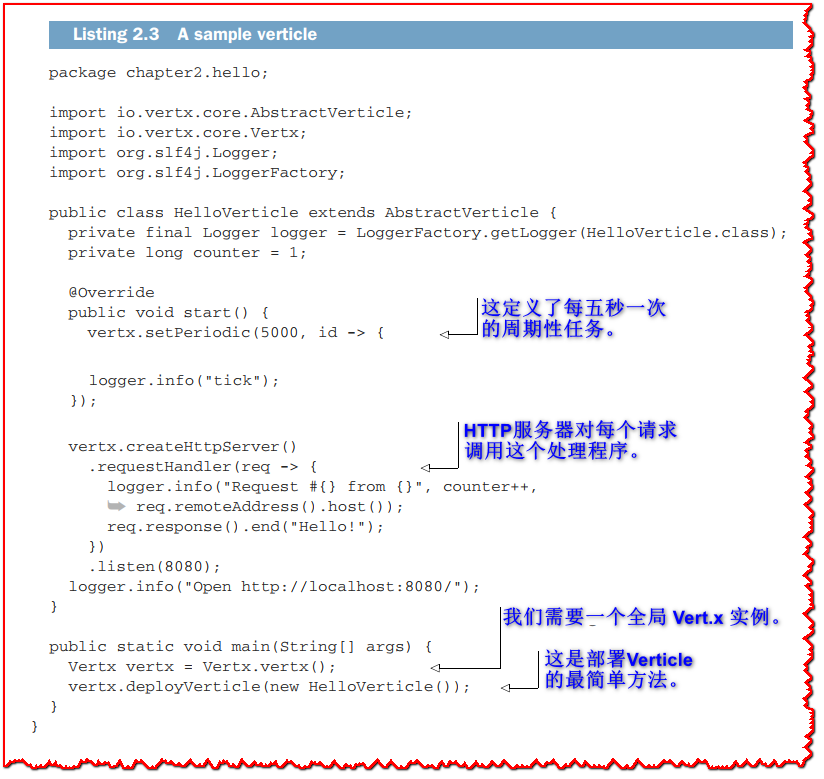 Listing 2.3 A sample verticle
package chapter2.hello;
import io.vertx.core.AbstractVerticle;
import io.vertx.core.Vertx;
import org.slf4j.Logger;
import org.slf4j.LoggerFactory;
public class HelloVerticle extends AbstractVerticle {
private final Logger logger = LoggerFactory.getLogger(HelloVerticle.class);
private long counter = 1;
@Override
public void start() {
vertx.setPeriodic(5000, id -> {
这定义了每五秒一次
的周期性任务。
logger.info("tick");
});
vertx.createHttpServer()
.requestHandler(req -> {
HTTP服务器对每个请求
调用这个处理程序。
logger.info("Request #{} from {}", counter++,
req.remoteAddress().host());
req.response().end("Hello!");
})
.listen(8080);
logger.info("Open http://localhost:8080/");
}
public static void main(String[] args) {
我们需要一个全局 Vert.x 实例。
Vertx vertx = Vertx.vertx();
vertx.deployVerticle(new HelloVerticle());
这是部署Verticle
的最简单方法。
}
}